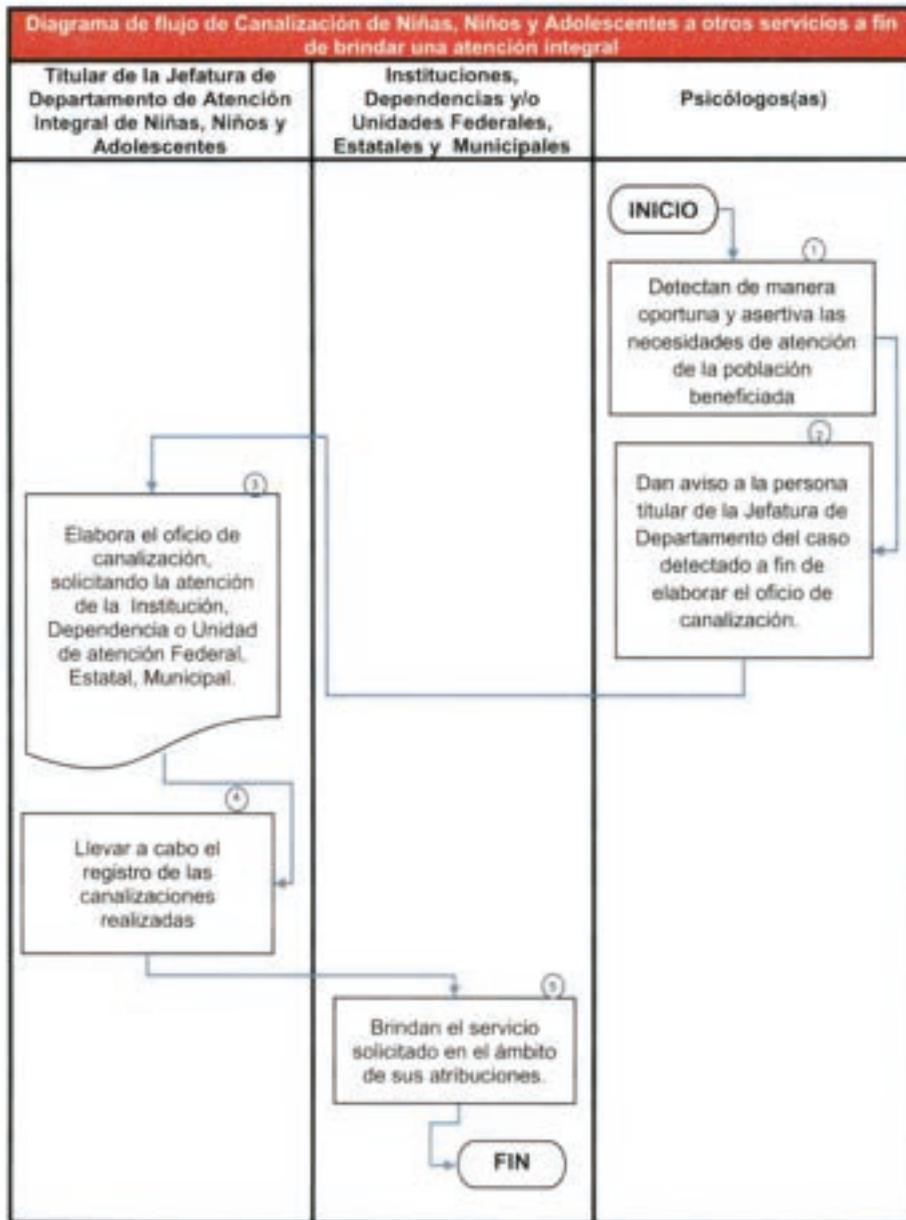 Diagrama de flujo de Canalización de Niñas, Niños y Adolescentes a otros servicios a fin
de brindar una atención integral
Titular de la Jefatura de
Departamento de Atención
Integral de Niñas, Niños y
Adolescentes
Instituciones,
Dependencias y/o
Unidades Federales,
Estatales y Municipales
Psicólogos(as)
INICIO
1
Detectan de manera
oportuna y asertiva las
necesidades de atención
de la población
beneficiada
2
Dan aviso a la persona
titular de la Jefatura de
Departamento del caso
detectado a fin de
elaborar el oficio de
canalización.
3
Elabora el oficio de
canalización,
solicitando la atención
de la Institución,
Dependencia o Unidad
de atención Federal,
Estatal, Municipal.
4
Llevar a cabo el
registro de las
canalizaciones
realizadas
5
Brindan el servicio
solicitado en el ámbito
de sus atribuciones.
FIN